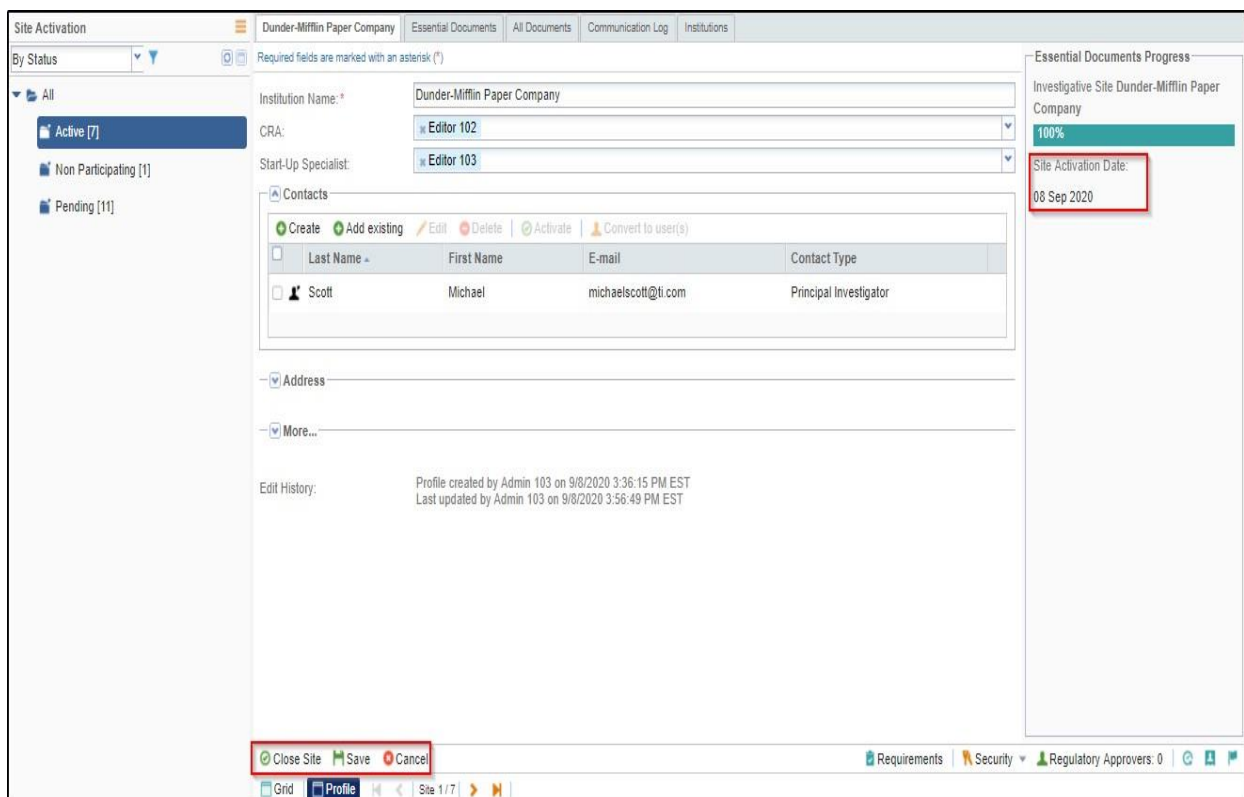 Site Activation
By Status
All
Active [7]
Non Participating [1]
Pending [11]
Dunder-Mifflin Paper Company Essential Documents All Documents Communication Log Institutions
Required fields are marked with an asterisk (*)
Institution Name: * Dunder-Mifflin Paper Company
CRA: Editor 102
Start-Up Specialist: Editor 103
Contacts
Create Add existing Edit Delete Activate Convert to user(s)
Last Name First Name E-mail Contact Type
Scott Michael michaelscott@ti.com Principal Investigator
Address
More...
Edit History: Profile created by Admin 103 on 9/8/2020 3:36:15 PM EST
Last updated by Admin 103 on 9/8/2020 3:56:49 PM EST
Essential Documents Progress
Investigative Site Dunder-Mifflin Paper
Company
100%
Site Activation Date:
08 Sep 2020
Close Site Save Cancel Requirements Security Regulatory Approvers: 0
Grid Profile Site 1 / 7